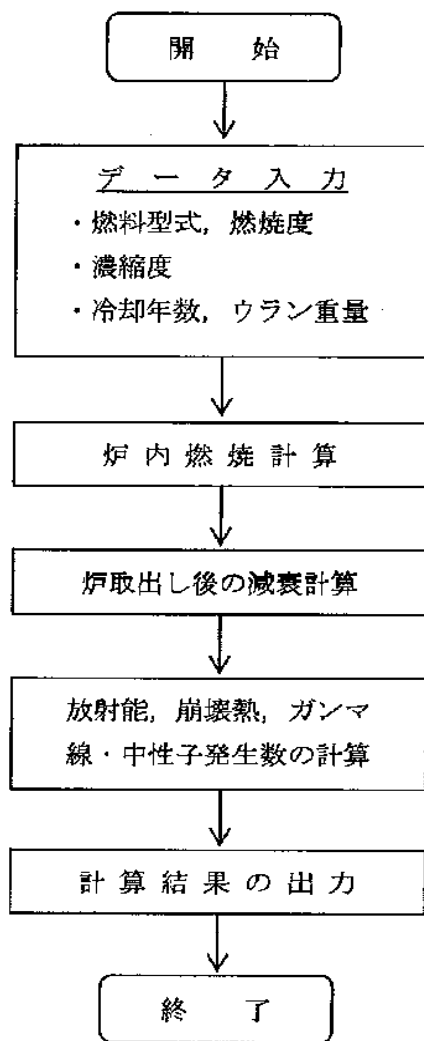 開 始
データ入力
・燃料型式，燃焼度
・濃縮度
・冷却年数，ウラン重量
炉内燃焼計算
炉取出し後の減衰計算
放射能，崩壊熱，ガンマ
線・中性子発生数の計算
計算結果の出力
終 了